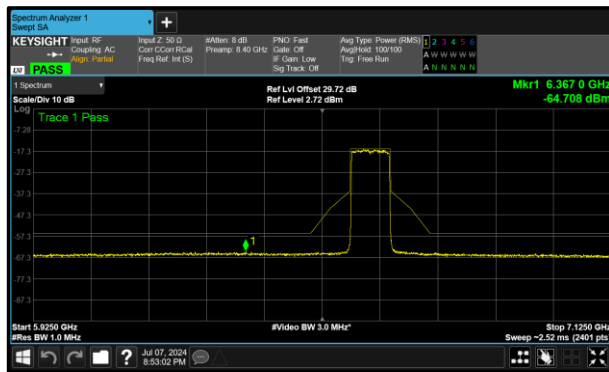 Spectrum Analyzer 1
Swept SA
KEYSIGHT Input: RF
Coupling: AC
Align: Partial
Input Z: 50 Ω
Corr CCorr RCal
Freq Ref: Int (S)
#Atten: 8 dB
Preamp: 8.40 GHz
PNO: Fast
Gate: Off
IF Gain: Low
Sig Track: Off
Avg Type: Power (RMS)
Avg|Hold: 100/100
Trig: Free Run
1 2 3 4 5 6
A W W W W W
A N N N N N
LXI PASS
1 Spectrum
Scale/Div 10 dB
Ref Lvl Offset 29.72 dB
Ref Level 2.72 dBm
Mkr1 6.367 0 GHz
-64.708 dBm
Log
Trace 1 Pass
-7.28
-17.3
-27.3
-37.3
-47.3
-57.3
-67.3
-77.3
-87.3
1
Start 5.9250 GHz
#Res BW 1.0 MHz
#Video BW 3.0 MHz*
Stop 7.1250 GHz
Sweep ~2.52 ms (2401 pts)
?
Jul 07, 2024
8:53:02 PM